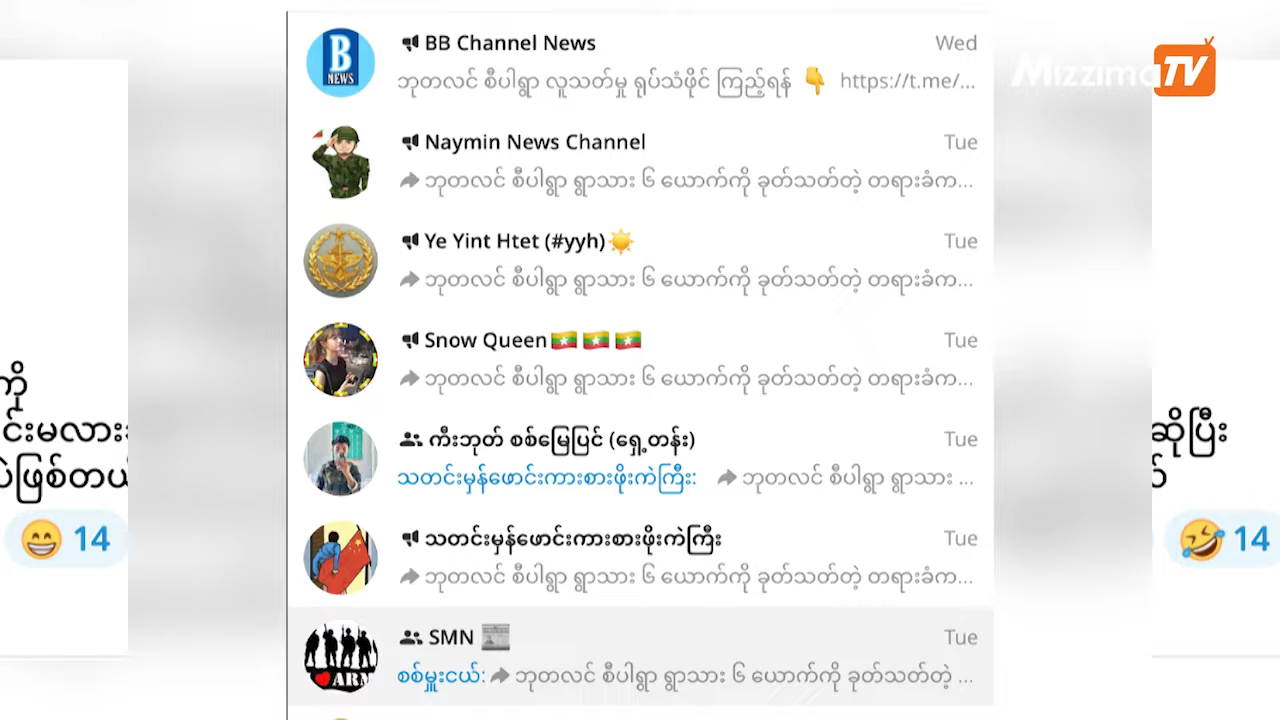 BB Channel News Wed
ဘုတလင် စီပါရွာ လူသတ်မှု ရုပ်သံဖိုင် ကြည့်ရန် 👇 https://t.me/...
Naymin News Channel Tue
ဘုတလင် စီပါရွာ ရွာသား ၆ ယောက်ကို ခုတ်သတ်တဲ့ တရားခံက...
Ye Yint Htet (#yyh)☀️ Tue
ဘုတလင် စီပါရွာ ရွာသား ၆ ယောက်ကို ခုတ်သတ်တဲ့ တရားခံက...
Snow Queen🇲🇲 🇲🇲 🇲🇲 Tue
ဘုတလင် စီပါရွာ ရွာသား ၆ ယောက်ကို ခုတ်သတ်တဲ့ တရားခံက...
ကီးဘုတ် စစ်မြေပြင် (ရှေ့တန်း) Tue
သတင်းမှန်ဖောင်းကားစားဖိုးကဲကြီး: ဘုတလင် စီပါရွာ ရွာသား ...
သတင်းမှန်ဖောင်းကားစားဖိုးကဲကြီး Tue
ဘုတလင် စီပါရွာ ရွာသား ၆ ယောက်ကို ခုတ်သတ်တဲ့ တရားခံက...
SMN 📰 Tue
စစ်မှူးငယ်: ဘုတလင် စီပါရွာ ရွာသား ၆ ယောက်ကို ခုတ်သတ်တဲ့ ...
B
NEWS
ARM
Mizzima TV
ကို
😁 14
ဆိုပြီး
🤣 14